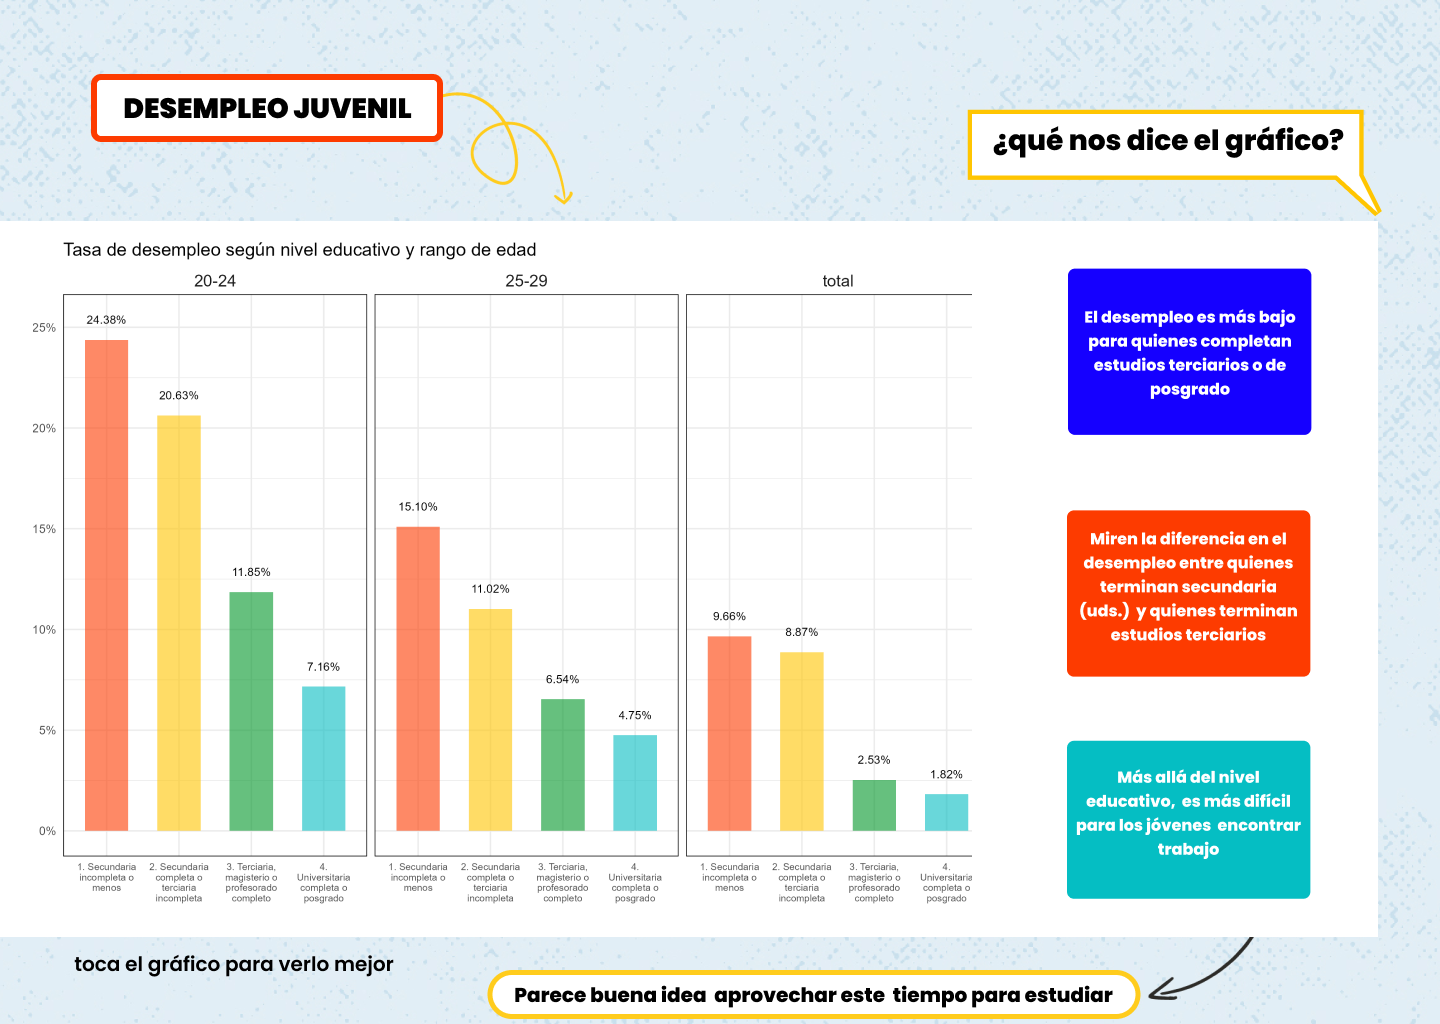 DESEMPLEO JUVENIL
¿qué nos dice el gráfico?
Tasa de desempleo según nivel educativo y rango de edad
20-24
25-29
total
25%
20%
15%
10%
5%
0%
24.38%
20.63%
11.85%
7.16%
15.10%
11.02%
6.54%
4.75%
9.66%
8.87%
2.53%
1.82%
1. Secundaria
incompleta o
menos
2. Secundaria
completa o
terciaria
incompleta
3. Terciaria,
magisterio o
profesorado
completo
4.
Universitaria
completa o
posgrado
1. Secundaria
incompleta o
menos
2. Secundaria
completa o
terciaria
incompleta
3. Terciaria,
magisterio o
profesorado
completo
4.
Universitaria
completa o
posgrado
1. Secundaria
incompleta o
menos
2. Secundaria
completa o
terciaria
incompleta
3. Terciaria,
magisterio o
profesorado
completo
4.
Universitaria
completa o
posgrado
El desempleo es más bajo
para quienes completan
estudios terciarios o de
posgrado
Miren la diferencia en el
desempleo entre quienes
terminan secundaria
(uds.) y quienes terminan
estudios terciarios
Más allá del nivel
educativo, es más difícil
para los jóvenes encontrar
trabajo
toca el gráfico para verlo mejor
Parece buena idea aprovechar este tiempo para estudiar